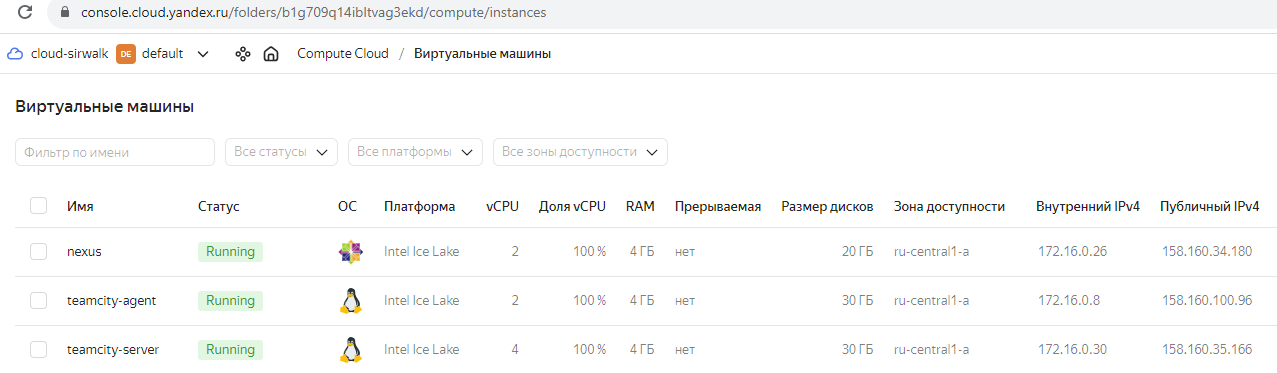 console.cloud.yandex.ru/folders/b1g709q14ibltvag3ekd/compute/instances
cloud-sirwalk DE default Compute Cloud / Виртуальные машины
Виртуальные машины
Фильтр по имени Все статусы Все платформы Все зоны доступности
Имя Статус ОС Платформа vCPU Доля vCPU RAM Прерываемая Размер дисков Зона доступности Внутренний IPv4 Публичный IPv4
nexus Running Intel Ice Lake 2 100 % 4 ГБ нет 20 ГБ ru-central1-a 172.16.0.26 158.160.34.180
teamcity-agent Running Intel Ice Lake 2 100 % 4 ГБ нет 30 ГБ ru-central1-a 172.16.0.8 158.160.100.96
teamcity-server Running Intel Ice Lake 4 100 % 4 ГБ нет 30 ГБ ru-central1-a 172.16.0.30 158.160.35.166